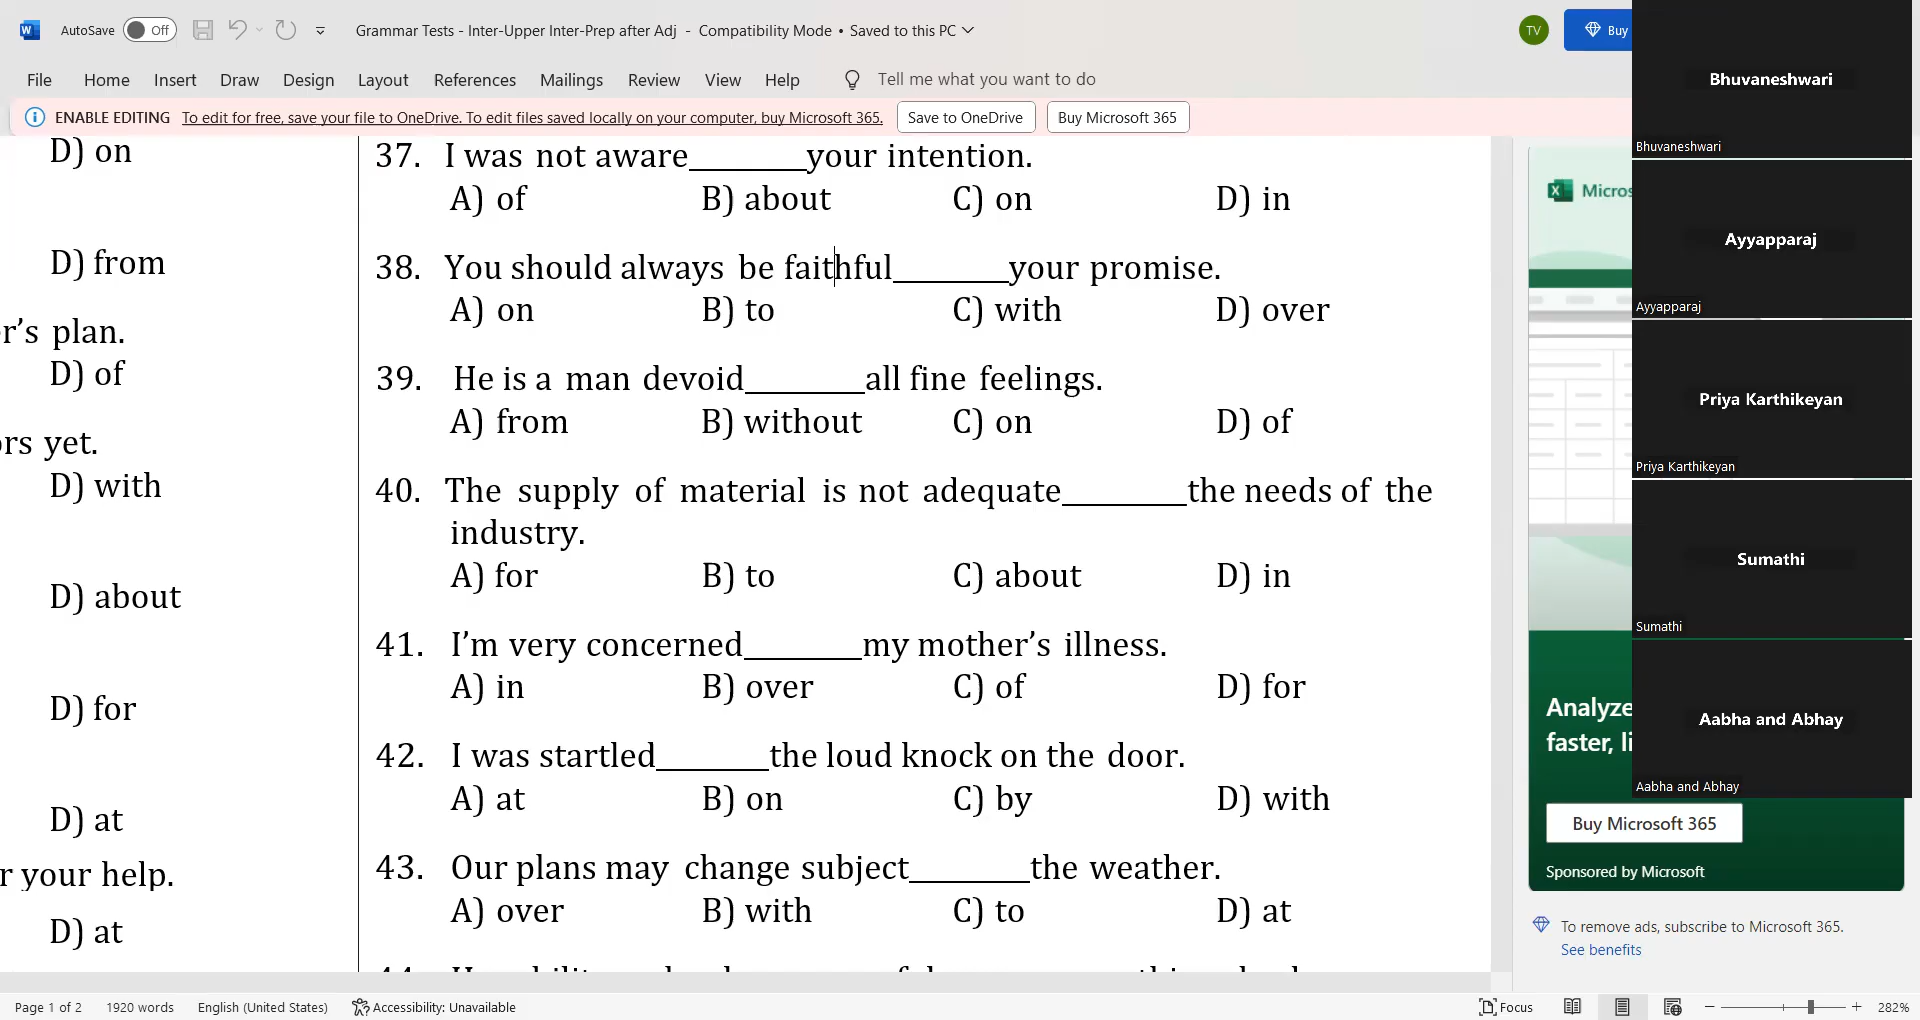 AutoSave Off
Grammar Tests - Inter-Upper Inter-Prep after Adj - Compatibility Mode • Saved to this PC
TV
Buy
File Home Insert Draw Design Layout References Mailings Review View Help Tell me what you want to do
ENABLE EDITING To edit for free, save your file to OneDrive. To edit files saved locally on your computer, buy Microsoft 365. Save to OneDrive Buy Microsoft 365
D) on
D) from
r's plan.
D) of
rs yet.
D) with
D) about
D) for
D) at
r your help.
D) at
37. I was not aware_______your intention.
A) of B) about C) on D) in
38. You should always be faithful_______your promise.
A) on B) to C) with D) over
39. He is a man devoid_______all fine feelings.
A) from B) without C) on D) of
40. The supply of material is not adequate_______the needs of the
industry.
A) for B) to C) about D) in
41. I'm very concerned_______my mother's illness.
A) in B) over C) of D) for
42. I was startled_______the loud knock on the door.
A) at B) on C) by D) with
43. Our plans may change subject_______the weather.
A) over B) with C) to D) at
Micros
Analyze
faster, li
Buy Microsoft 365
Sponsored by Microsoft
To remove ads, subscribe to Microsoft 365.
See benefits
Bhuvaneshwari
Bhuvaneshwari
Ayyapparaj
Ayyapparaj
Priya Karthikeyan
Priya Karthikeyan
Sumathi
Sumathi
Aabha and Abhay
Aabha and Abhay
Page 1 of 2 1920 words English (United States) Accessibility: Unavailable
Focus 282%